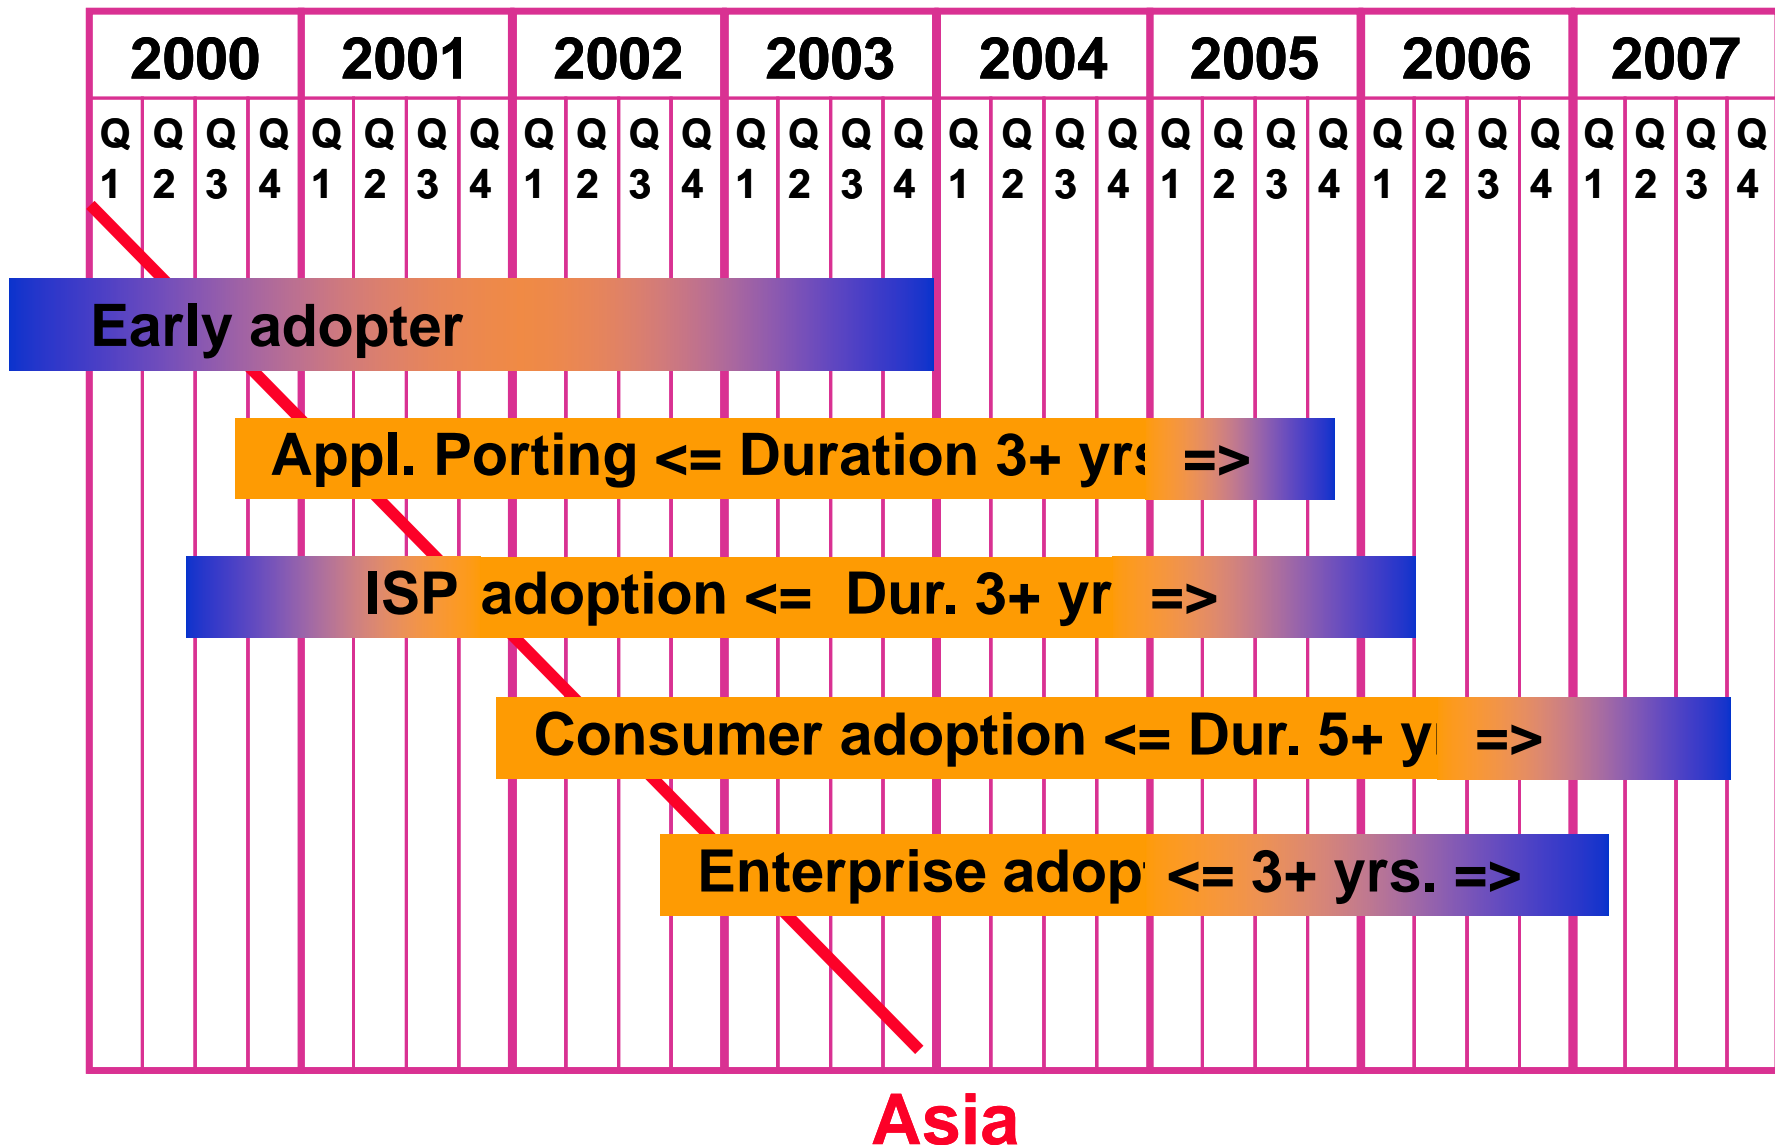 2000 2001 2002 2003 2004 2005 2006 2007
Q Q Q Q Q Q Q Q Q Q Q Q Q Q Q Q Q Q Q Q Q Q Q Q Q Q Q Q Q Q Q Q
1 2 3 4 1 2 3 4 1 2 3 4 1 2 3 4 1 2 3 4 1 2 3 4 1 2 3 4 1 2 3 4
Early adopter
Appl. Porting <= Duration 3+ yrs =>
ISP adoption <= Dur. 3+ yr =>
Consumer adoption <= Dur. 5+ y =>
Enterprise adop <= 3+ yrs. =>
Asia